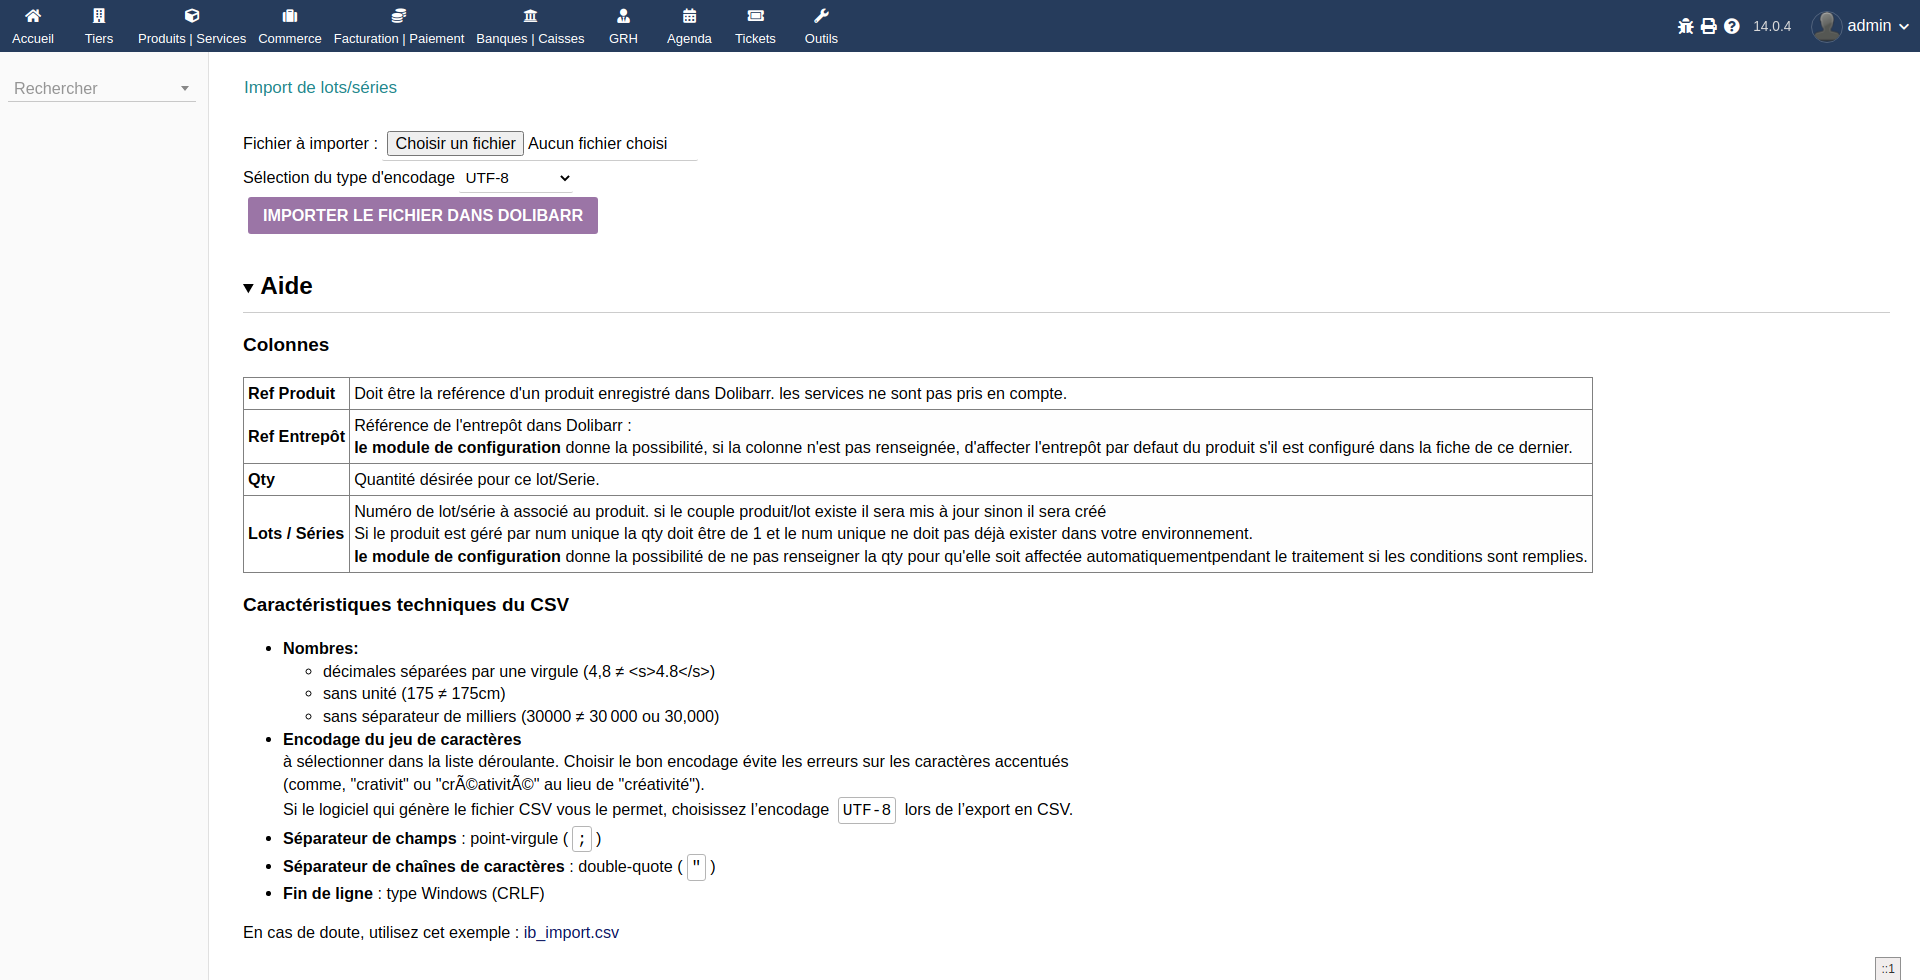 Accueil Tiers Produits | Services Commerce Facturation | Paiement Banques | Caisses GRH Agenda Tickets Outils 14.0.4 admin
Rechercher
Import de lots/séries
Fichier à importer : Choisir un fichier Aucun fichier choisi
Sélection du type d'encodage UTF-8
IMPORTER LE FICHIER DANS DOLIBARR
Aide
Colonnes
Ref Produit Doit être la reférence d'un produit enregistré dans Dolibarr. les services ne sont pas pris en compte.
Ref Entrepôt Référence de l'entrepôt dans Dolibarr :
le module de configuration donne la possibilité, si la colonne n'est pas renseignée, d'affecter l'entrepôt par defaut du produit s'il est configuré dans la fiche de ce dernier.
Qty Quantité désirée pour ce lot/Serie.
Lots / Séries Numéro de lot/série à associé au produit. si le couple produit/lot existe il sera mis à jour sinon il sera créé
Si le produit est géré par num unique la qty doit être de 1 et le num unique ne doit pas déjà exister dans votre environnement.
le module de configuration donne la possibilité de ne pas renseigner la qty pour qu'elle soit affectée automatiquementpendant le traitement si les conditions sont remplies.
Caractéristiques techniques du CSV
• Nombres:
◦ décimales séparées par une virgule (4,8 ≠ <s>4.8</s>)
◦ sans unité (175 ≠ 175cm)
◦ sans séparateur de milliers (30000 ≠ 30 000 ou 30,000)
• Encodage du jeu de caractères
à sélectionner dans la liste déroulante. Choisir le bon encodage évite les erreurs sur les caractères accentués
(comme, "crativit" ou "crÃ©ativitÃ©" au lieu de "créativité").
Si le logiciel qui génère le fichier CSV vous le permet, choisissez l’encodage UTF-8 lors de l’export en CSV.
• Séparateur de champs : point-virgule ( ; )
• Séparateur de chaînes de caractères : double-quote ( " )
• Fin de ligne : type Windows (CRLF)
En cas de doute, utilisez cet exemple : ib_import.csv
::1